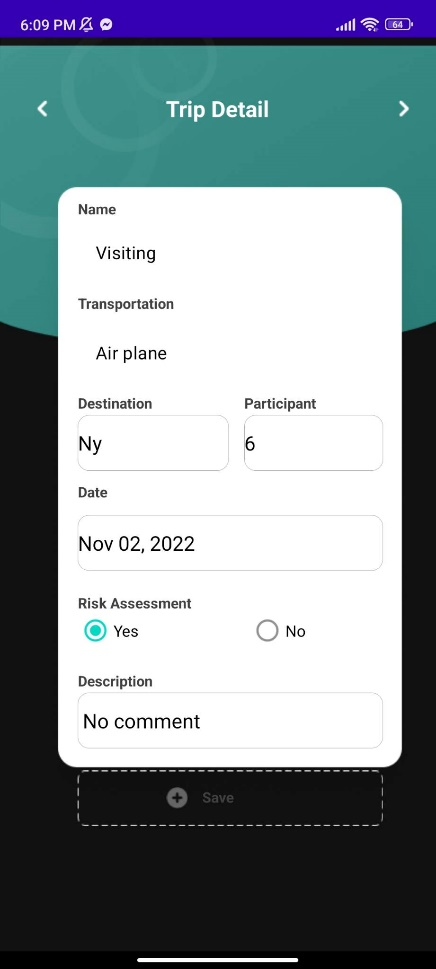 6:09 PM
64
Trip Detail
Name
Visiting
Transportation
Air plane
Destination Participant
Ny 6
Date
Nov 02, 2022
Risk Assessment
Yes No
Description
No comment
Save